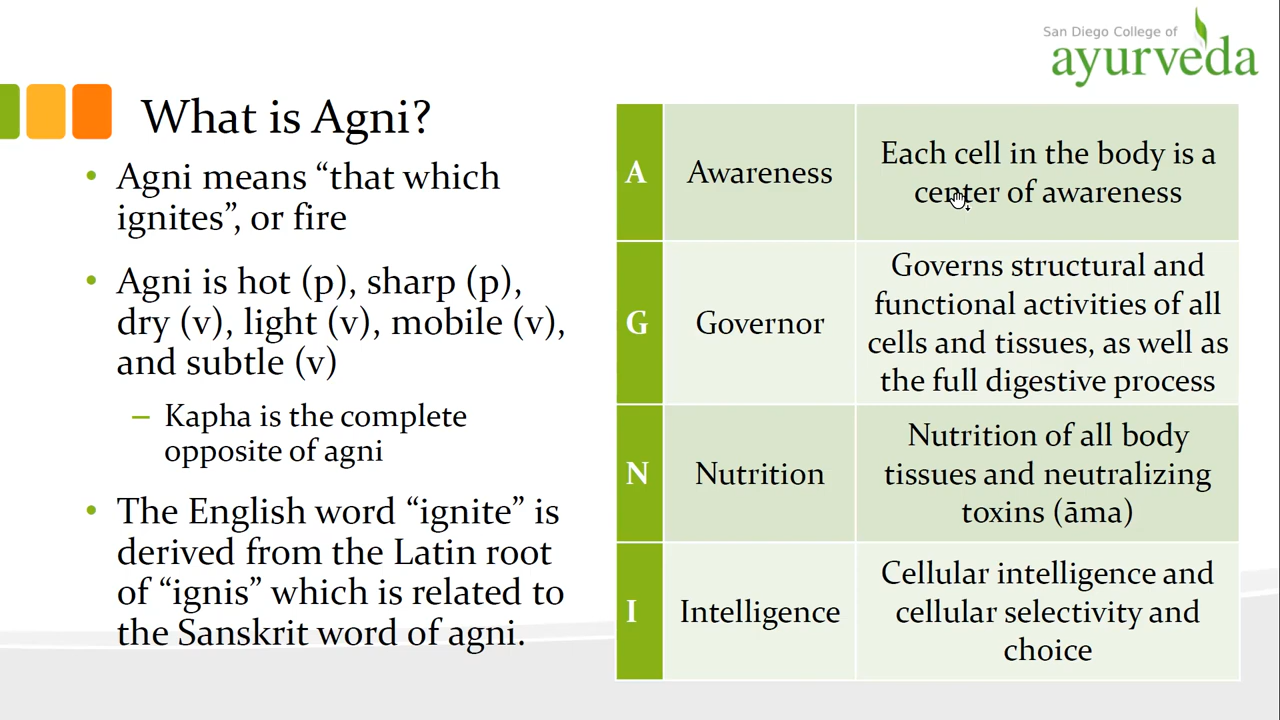 San Diego College of
ayurveda
What is Agni?
• Agni means “that which
ignites”, or fire
• Agni is hot (p), sharp (p),
dry (v), light (v), mobile (v),
and subtle (v)
– Kapha is the complete
opposite of agni
• The English word “ignite” is
derived from the Latin root
of “ignis” which is related to
the Sanskrit word of agni.
A
Awareness
Each cell in the body is a
center of awareness
G
Governor
Governs structural and
functional activities of all
cells and tissues, as well as
the full digestive process
N
Nutrition
Nutrition of all body
tissues and neutralizing
toxins (āma)
I
Intelligence
Cellular intelligence and
cellular selectivity and
choice